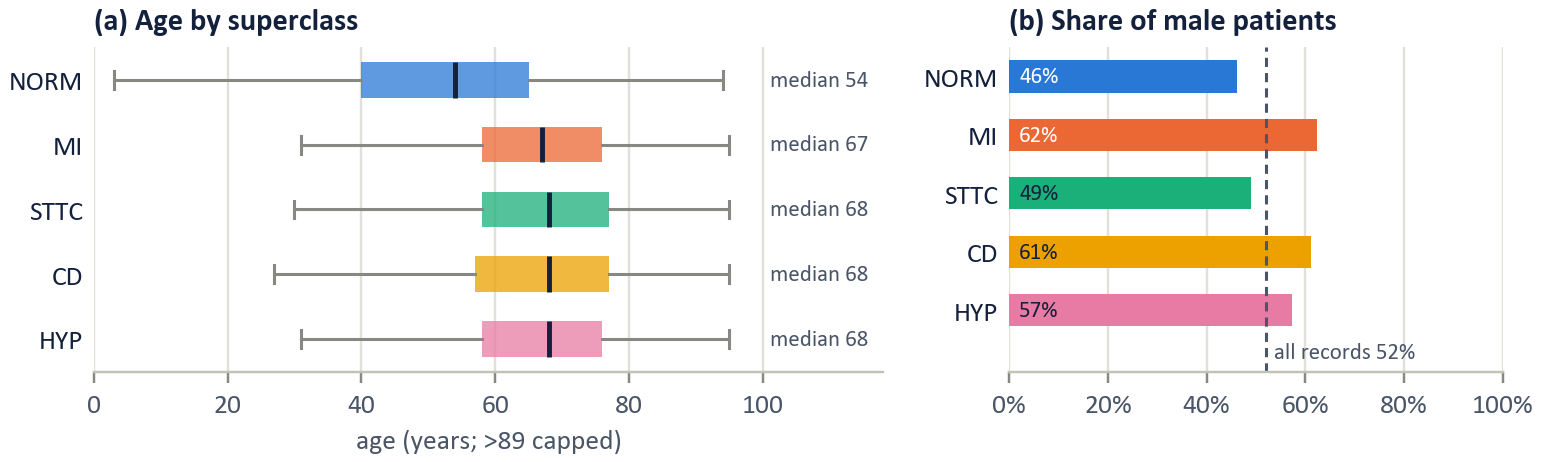 (a) Age by superclass
NORM
median 54
MI
median 67
STTC
median 68
CD
median 68
HYP
median 68
0 20 40 60 80 100
age (years; >89 capped)
(b) Share of male patients
NORM
46%
MI
62%
STTC
49%
CD
61%
HYP
57%
all records 52%
0% 20% 40% 60% 80% 100%